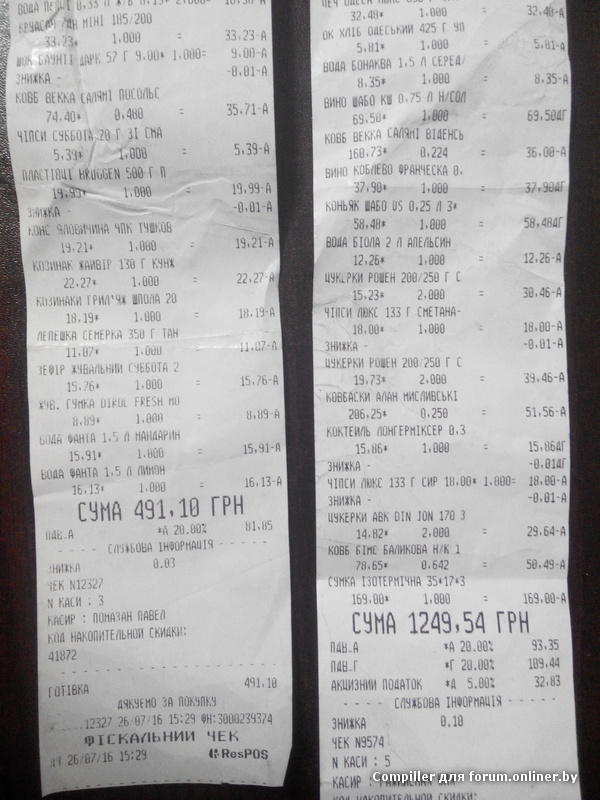 КРУАСАН 7ДН МІНІ 185/200
33,23* 1,000 = 33,23-А
ШОК БАУНТІ ДАРК 57 Г 9,00* 1,000= 9,00-А
ЗНИЖКА - -0,01-А
КОВБ ВЕККА САЛЯМІ ПОСОЛЬС
74,40* 0,480 = 35,71-А
ЧІПСИ СУББОТА 20 Г ЗІ СМА
5,39* 1,000 = 5,39-А
ПЛАСТІВЦІ BRUGGEN 500 Г П
19,99* 1,000 = 19,99-А
ЗНИЖКА - -0,01-А
КОНС ЯЛОВИЧИНА ЧПК ТУШКОВ
19,21* 1,000 = 19,21-А
КОЗИНАК ЖАЙВІР 130 Г КУНЖ
22,27* 1,000 = 22,27-А
КОЗИНАКИ ГРИЛЬЯЖ ШПОЛА 20
18,19* 1,000 = 18,19-А
ЛЕПЕШКА СЕМЕРКА 350 Г ТАН
11,07* 1,000 = 11,07-А
ЗЕФІР ЖУВАЛЬНИЙ СУББОТА 2
15,76* 1,000 = 15,76-А
ЖУВ. ГУМКА DIROL FRESH МО
8,89* 1,000 = 8,89-А
ВОДА ФАНТА 1,5 Л МАНДАРИН
15,91* 1,000 = 15,91-А
ВОДА ФАНТА 1,5 Л ЛИМОН
16,13* 1,000 = 16,13-А
СУМА 491,10 ГРН
ПДВ.А *А 20.00% 81,85
- - - - СЛУЖБОВА ІНФОРМАЦІЯ - - - -
ЗНИЖКА 0.03
ЧЕК N12327
N КАСИ : 3
КАСИР : ПОМАЗАН ПАВЕЛ
КОД НАКОПИТЕЛЬНОЙ СКИДКИ:
41872
ГОТІВКА 491,10
ДЯКУЄМО ЗА ПОКУПКУ
12327 26/07/16 15:29 ФН:3000239374
ФІСКАЛЬНИЙ ЧЕК
26/07/16 15:29 ResPOS
32,48* 1,000 = 32,48-А
ОК ХЛІБ ОДЕСЬКИЙ 425 Г УП
5,81* 1,000 = 5,81-А
ВОДА БОНАКВА 1,5 Л СЕРЕД/
8,35* 1,000 = 8,35-А
ВИНО ШАБО КШ 0,75 Л Н/СОЛ
69,50* 1,000 = 69,50ДГ
КОВБ ВЕККА САЛЯМІ ВІДЕНСЬ
160,73* 0,224 = 36,00-А
ВИНО КОБЛЕВО ФРАНЧЕСКА 0,
37,90* 1,000 = 37,90ДГ
КОНЬЯК ШАБО VS 0,25 Л 3*
58,48* 1,000 = 58,48ДГ
ВОДА БІОЛА 2 Л АПЕЛЬСИН
12,26* 1,000 = 12,26-А
ЦУКЕРКИ РОШЕН 200/250 Г С
15,23* 2,000 = 30,46-А
ЧІПСИ ЛЮКС 133 Г СМЕТАНА-
18,00* 1,000 = 18,00-А
ЗНИЖКА - -0,01-А
ЦУКЕРКИ РОШЕН 200/250 Г С
19,73* 2,000 = 39,46-А
КОВБАСКИ АЛАН МИСЛИВСЬКІ
206,25* 0,250 = 51,56-А
КОКТЕЙЛЬ ЛОНГЕРМІКСЕР 0,3
15,86* 1,000 = 15,86ДГ
ЗНИЖКА - -0,01ДГ
ЧІПСИ ЛЮКС 133 Г СИР 18,00* 1,000= 18,00-А
ЗНИЖКА - -0,01-А
ЦУКЕРКИ АВК DIN JON 170 З
14,82* 2,000 = 29,64-А
КОВБ БІМС БАЛИКОВА Н/К 1
78,65* 0,642 = 50,49-А
СУМКА ІЗОТЕРМІЧНА 35*17*3
169,00* 1,000 = 169,00-А
СУМА 1249,54 ГРН
ПДВ.А *А 20.00% 93,35
ПДВ.Г *Г 20.00% 109,44
АКЦИЗНИЙ ПОДАТОК *Д 5.00% 32,83
- - - - СЛУЖБОВА ІНФОРМАЦІЯ - - - -
ЗНИЖКА 0.10
ЧЕК N9574
N КАСИ : 5
КАСИР :
Compiller для forum.onliner.by